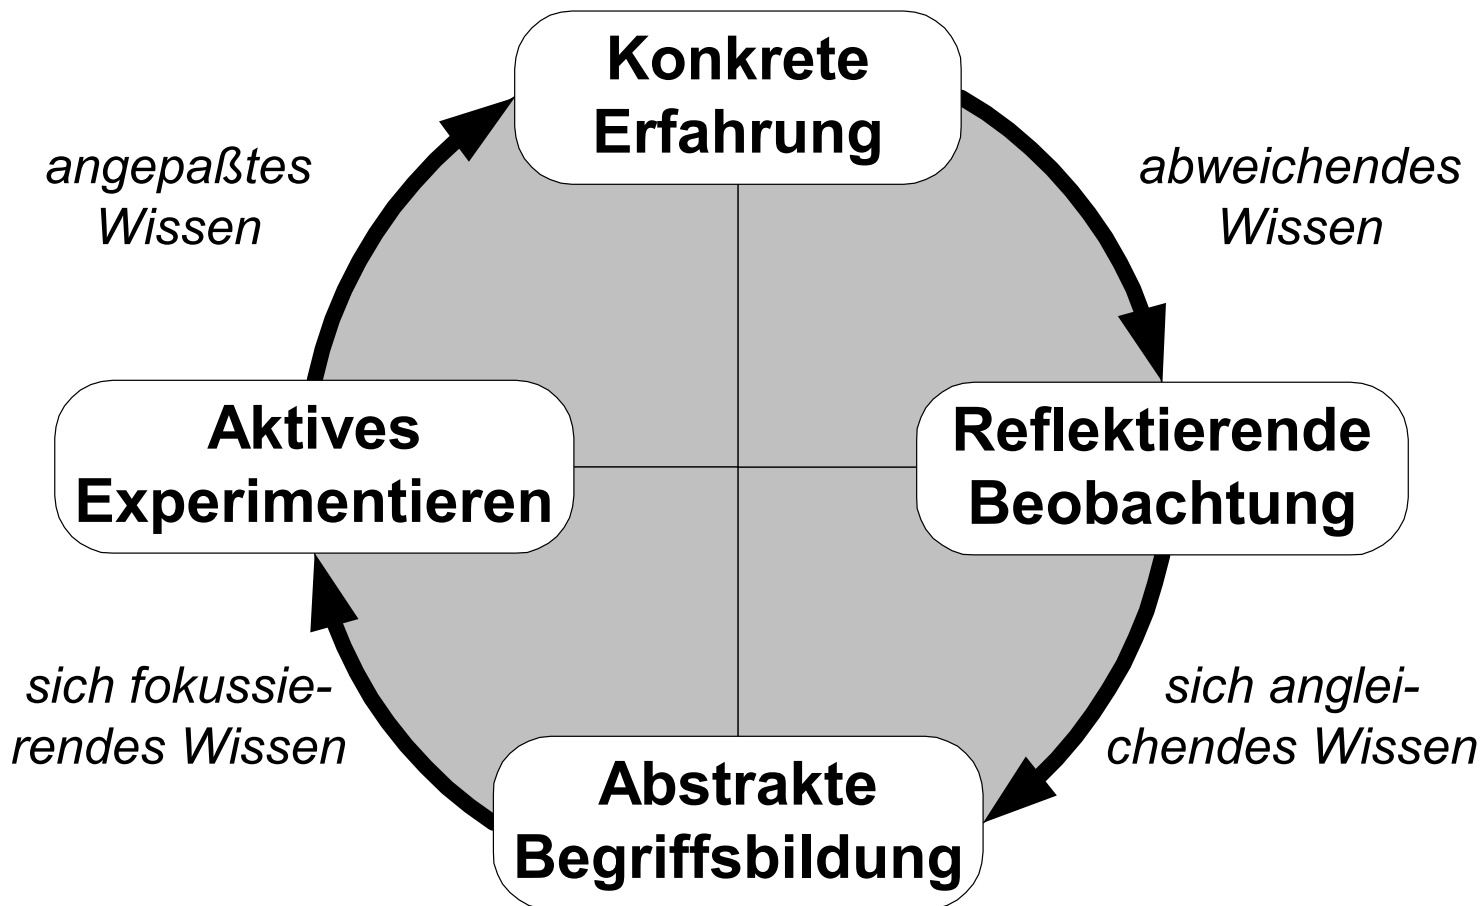 Konkrete
Erfahrung
angepaßtes
Wissen
abweichendes
Wissen
Aktives
Experimentieren
Reflektierende
Beobachtung
sich fokussie-
rendes Wissen
sich anglei-
chendes Wissen
Abstrakte
Begriffsbildung